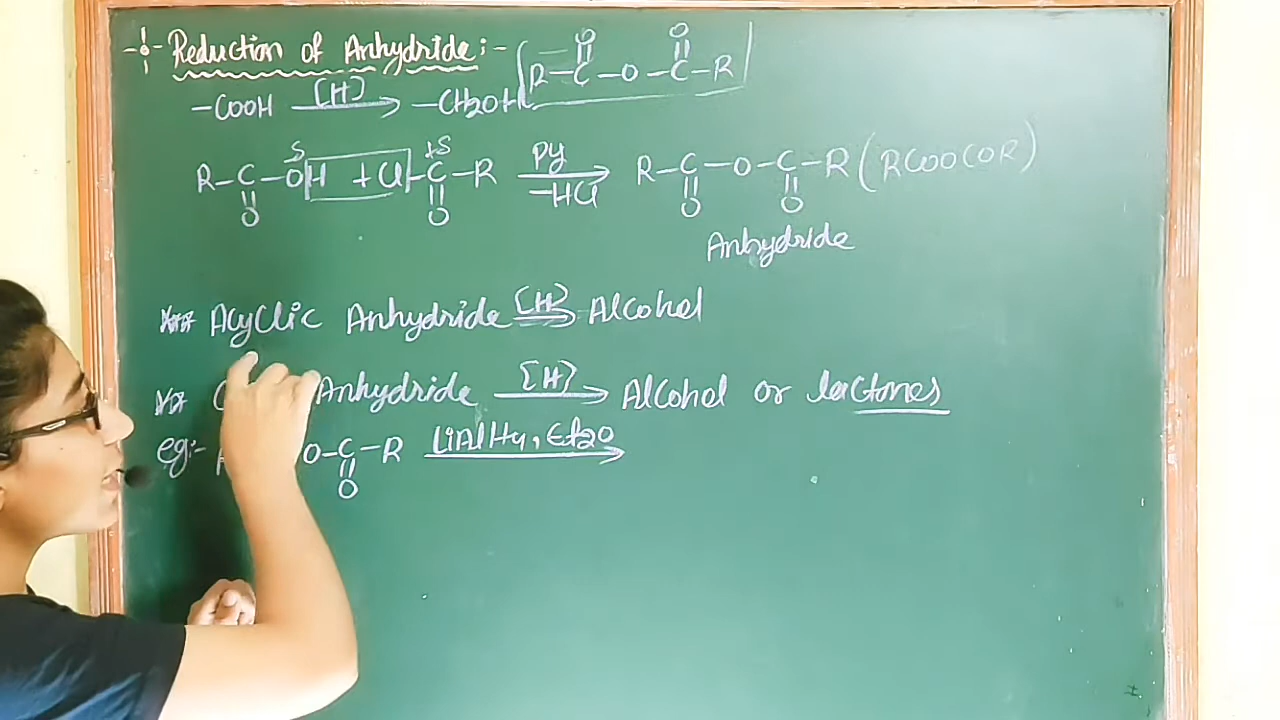 Reduction of Anhydride :-
R-C-O-C-R
O O
-COOH [H] -CH2OH
R-C-OH + Cl-C-R Py -HCl R-C-O-C-R (RCOOCOR)
O O O O
Anhydride
*** Acyclic Anhydride [H] Alcohol
** Anhydride [H] Alcohol or lactones
eg:- O-C-R LiAlH4, Et2O
O